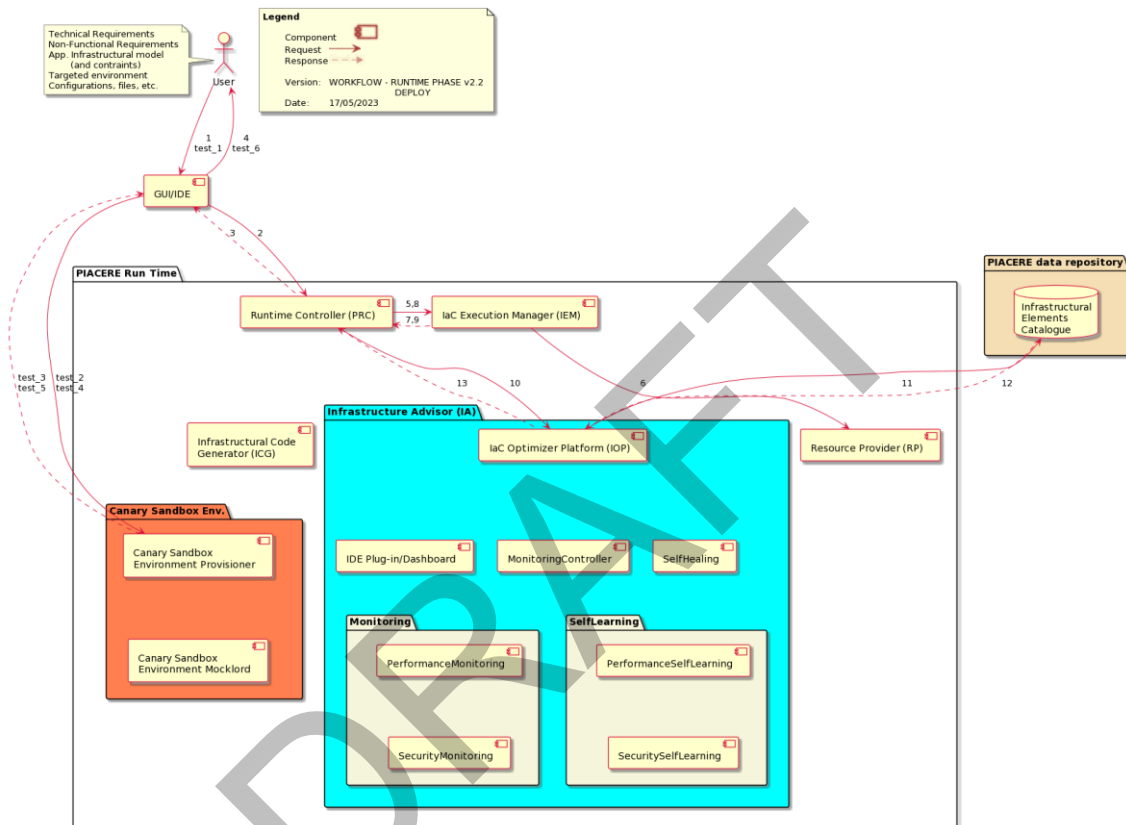 Technical Requirements
Non-Functional Requirements
App. Infrastructural model
(and contraints)
Targeted environment
Configurations, files, etc.
User
Legend
Component
Request
Response
Version: WORKFLOW - RUNTIME PHASE v2.2
DEPLOY
Date: 17/05/2023
1
test_1
4
test_6
GUI/IDE
3
2
PIACERE Run Time
PIACERE data repository
Infrastructural
Elements
Catalogue
Runtime Controller (PRC)
5,8
7,9
IaC Execution Manager (IEM)
test_3
test_5
test_2
test_4
13
10
6
11
12
Infrastructure Advisor (IA)
Infrastructural Code
Generator (ICG)
IaC Optimizer Platform (IOP)
Resource Provider (RP)
Canary Sandbox Env.
Canary Sandbox
Environment Provisioner
IDE Plug-in/Dashboard
MonitoringController
SelfHealing
Monitoring
SelfLearning
Canary Sandbox
Environment Mocklord
PerformanceMonitoring
PerformanceSelfLearning
SecurityMonitoring
SecuritySelfLearning
DRAFT